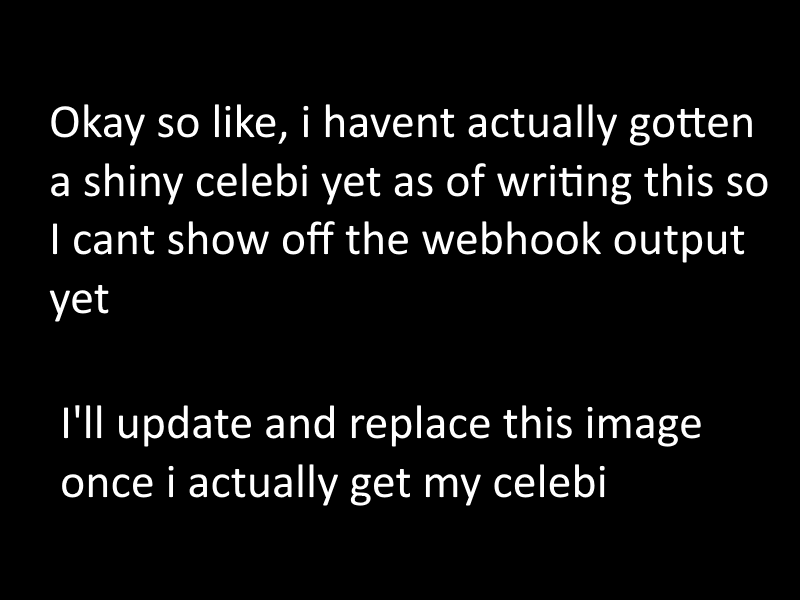 Okay so like, i havent actually gotten
a shiny celebi yet as of writing this so
I cant show off the webhook output
yet
I'll update and replace this image
once i actually get my celebi